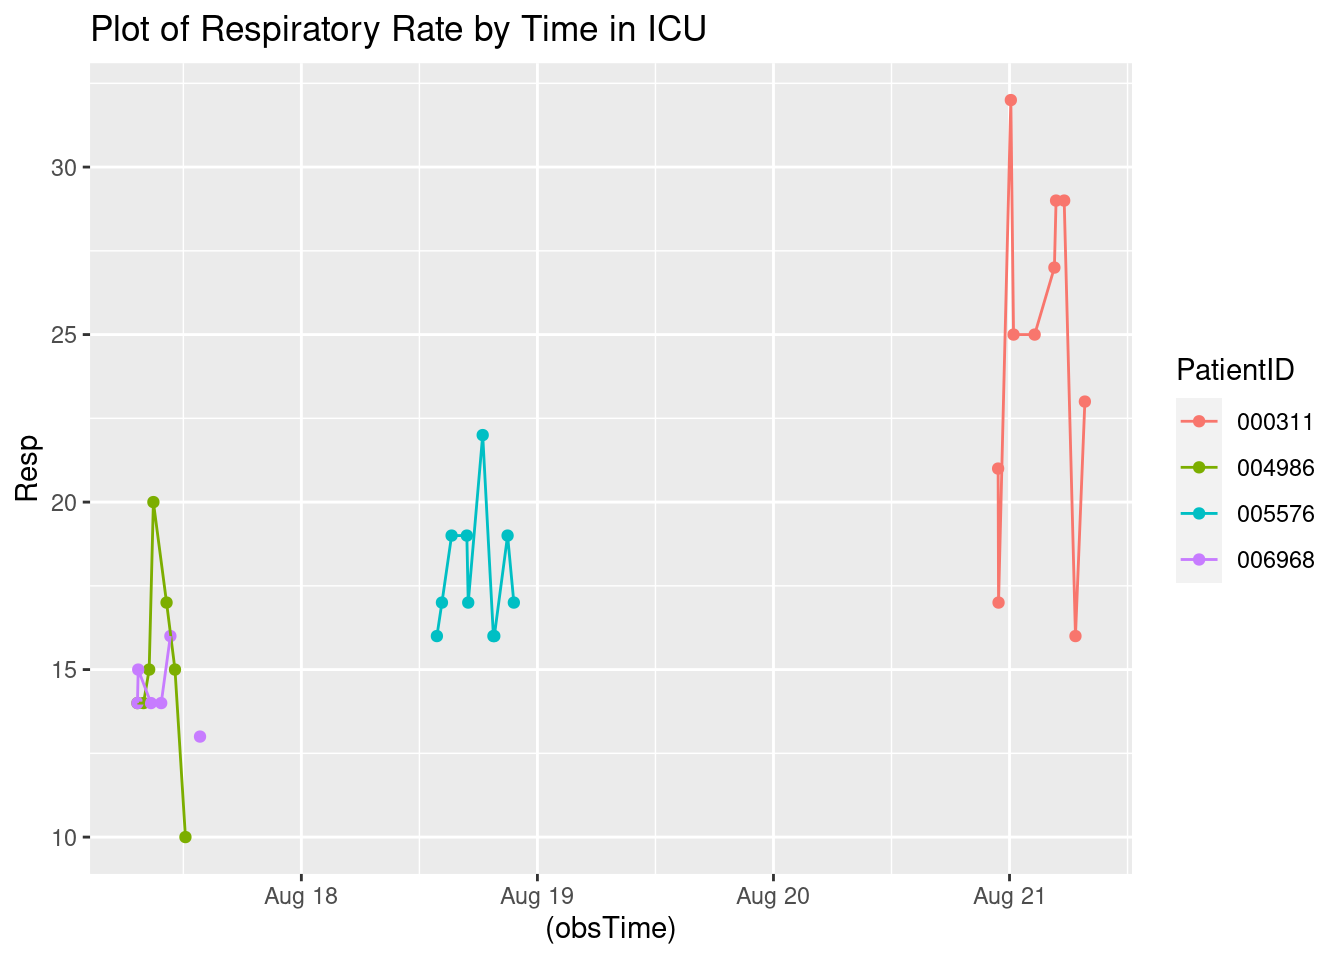 Plot of Respiratory Rate by Time in ICU
30
25
20
15
10
Resp
Aug 18
Aug 19
Aug 20
Aug 21
(obsTime)
PatientID
000311
004986
005576
006968